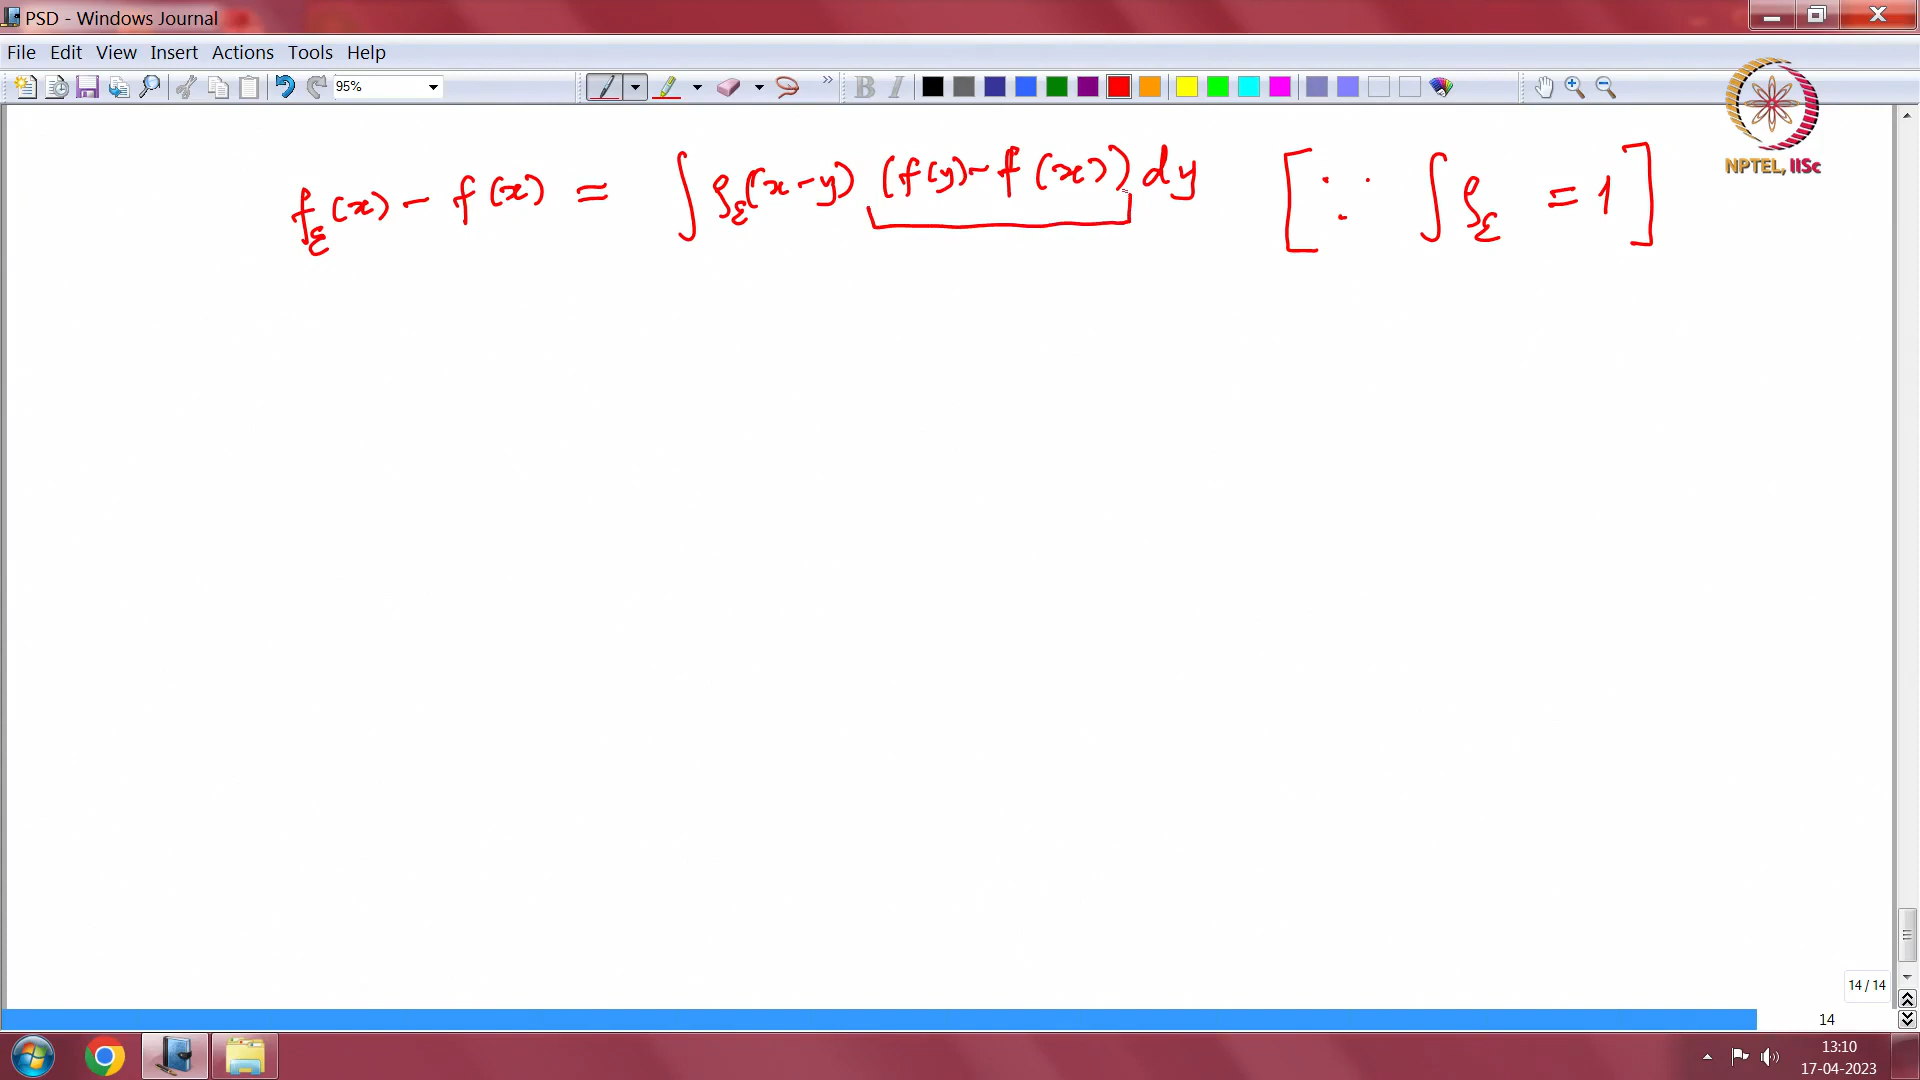 PSD - Windows Journal
File Edit View Insert Actions Tools Help
95%
B I
NPTEL, IISc
f_ε(x) - f(x) = ∫ρ_ε(x-y) (f(y) - f(x)) dy [∵ ∫ρ_ε = 1]
14 / 14
14
13:10
17-04-2023